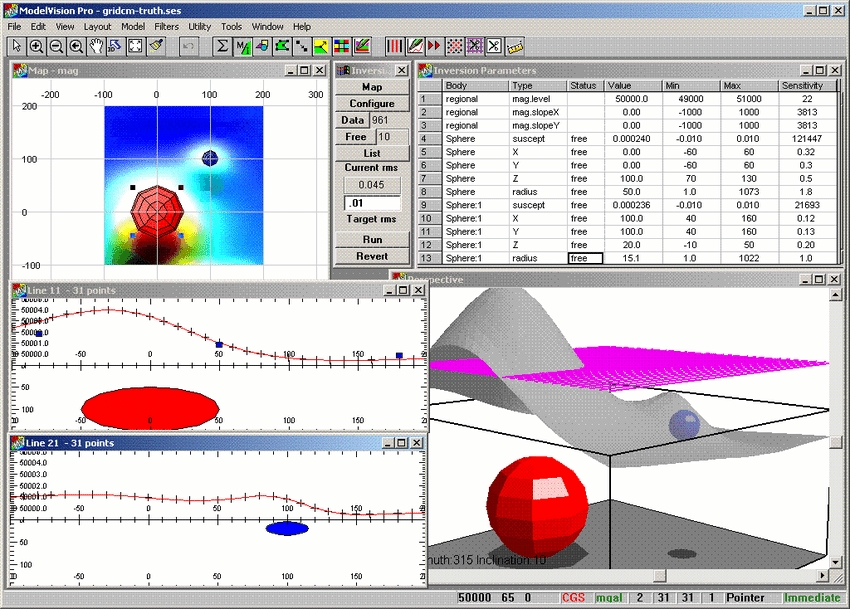 ModelVision Pro - gridcm-truth.ses
File Edit View Layout Filters Utility Tools Window Help
Map - mag
-200 0 200 300
200
100
0
-100
-100 0 100 200 300
Inversi...
Map
Configure
Data 961
Free 10
List
Current rms
0.045
.01
Target rms
Run
Revert
Inversion Parameters
Body Type Status Value Min Max Sensitivity
1 regional mag.level 50000.0 49000 51000 22
2 regional mag.slopeX 0.00 -1000 1000 3813
3 regional mag.slopeY 0.00 -1000 1000 3813
4 Sphere suscept free 0.000240 -0.010 0.010 121447
5 Sphere X free 0.00 -60 60 0.32
6 Sphere Y free 0.00 -60 60 0.3
7 Sphere Z free 100.0 70 130 0.5
8 Sphere radius free 50.0 1.0 1073 1.8
9 Sphere:1 suscept free 0.000236 -0.010 0.010 21693
10 Sphere:1 X free 100.0 40 160 0.12
11 Sphere:1 Y free 100.0 40 160 0.13
12 Sphere:1 Z free 20.0 -10 50 0.20
13 Sphere:1 radius free 15.1 1.0 1022 1.0
Line 11 - 31 points
50004.0
50003.0
50002.0
50001.0
50000.0
-50 0 50 100 150
50
100
-50 0 50 100 150
Line 21 - 31 points
50004.0
50003.0
50002.0
50001.0
50000.0
-50 0 50 100 150
50
100
-50 0 50 100 150
Perspective
muth:315 Inclination:10
50000 65 0 CGS mgal 2 31 31 1 Pointer Immediate